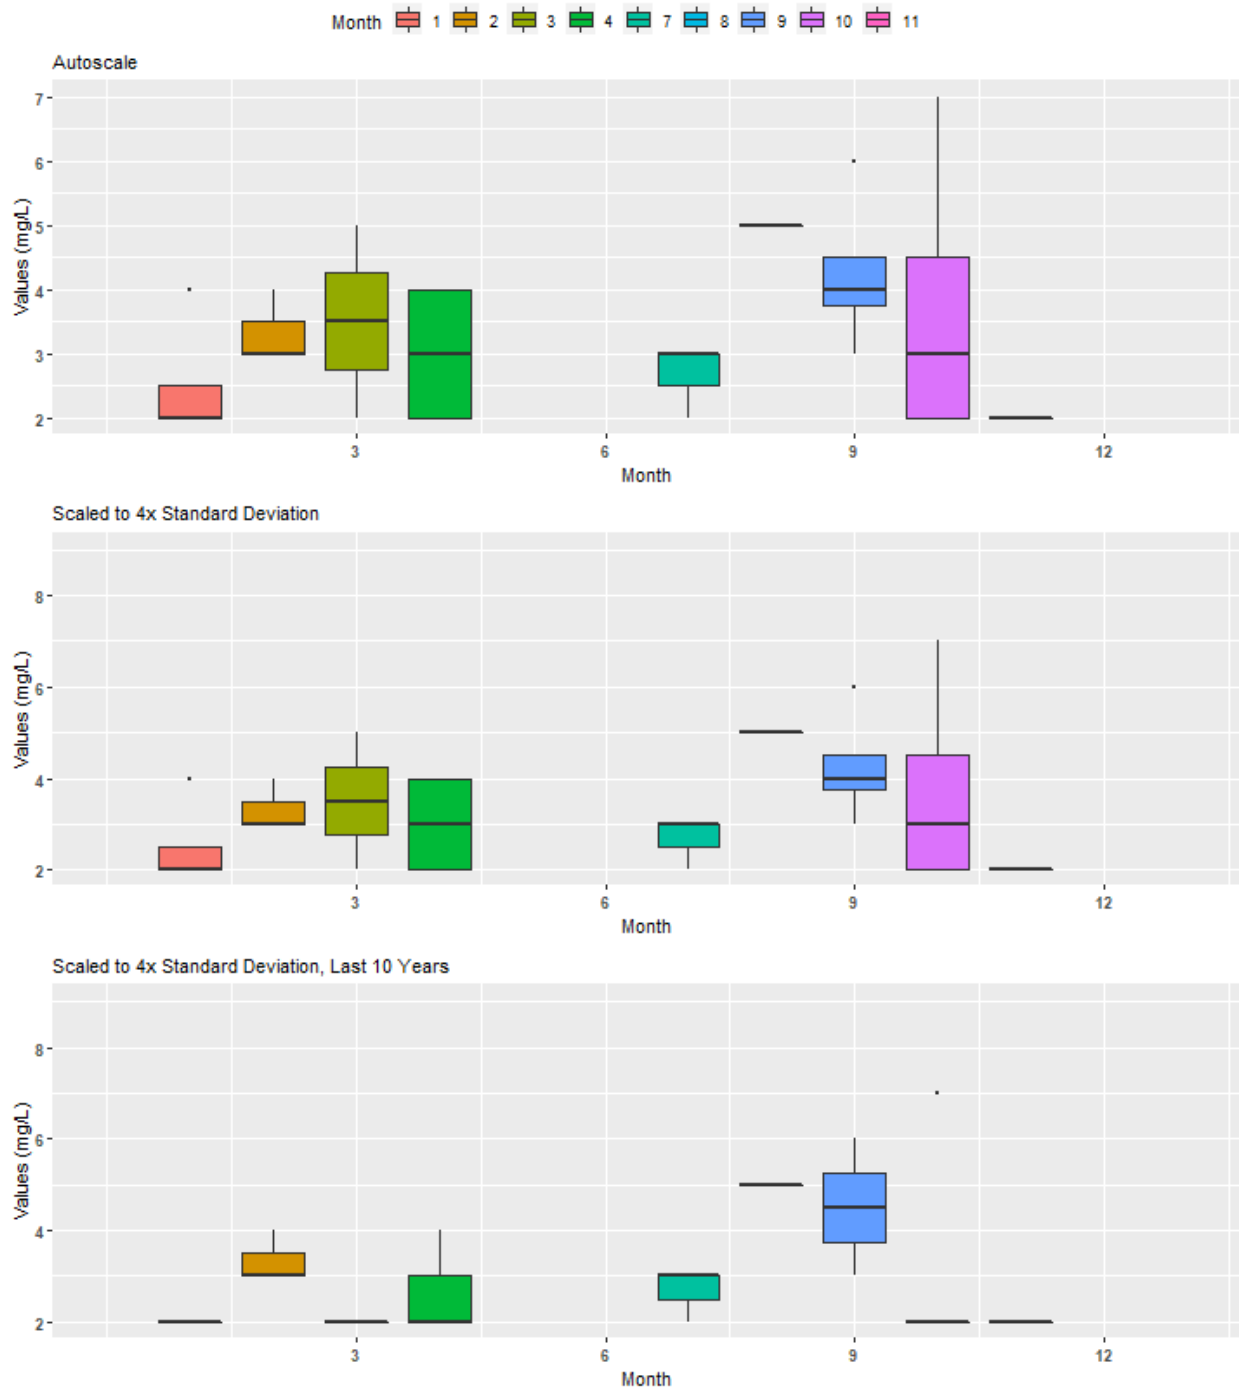 Month 1 2 3 4 7 8 9 10 11
Autoscale
7
6
5
4
3
2
Values (mg/L)
3 6 9 12
Month
Scaled to 4x Standard Deviation
8
6
4
2
Values (mg/L)
3 6 9 12
Month
Scaled to 4x Standard Deviation, Last 10 Years
8
6
4
2
Values (mg/L)
3 6 9 12
Month